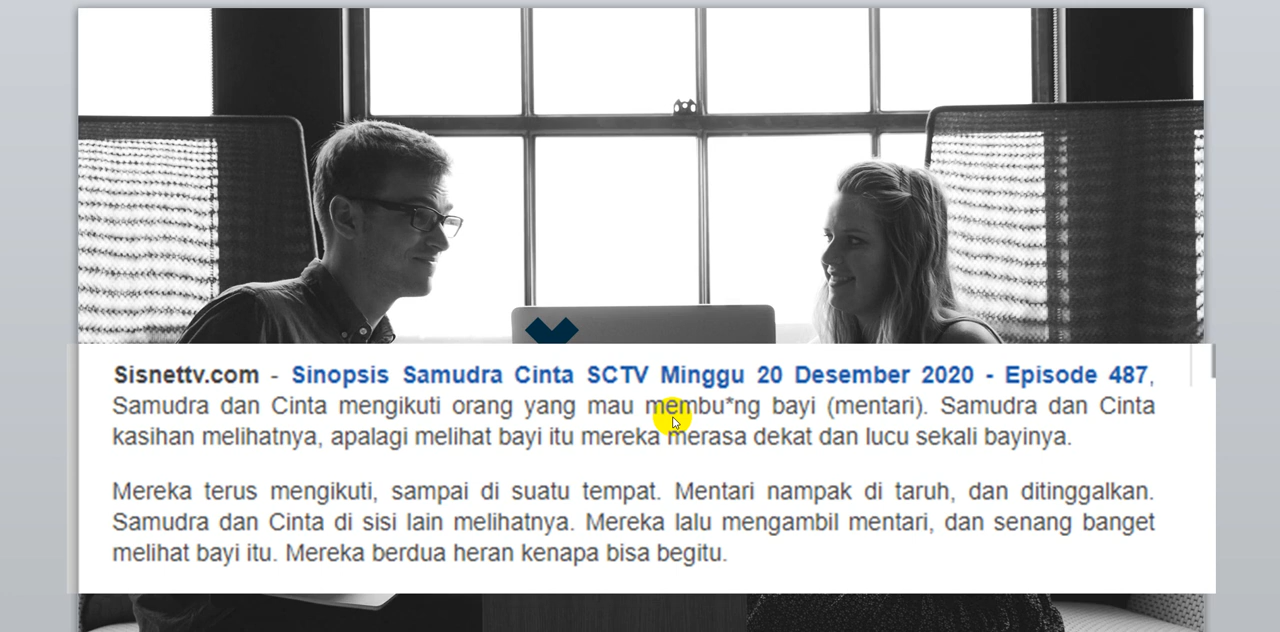 Sisnettv.com - Sinopsis Samudra Cinta SCTV Minggu 20 Desember 2020 - Episode 487,
Samudra dan Cinta mengikuti orang yang mau membu*ng bayi (mentari). Samudra dan Cinta
kasihan melihatnya, apalagi melihat bayi itu mereka merasa dekat dan lucu sekali bayinya.
Mereka terus mengikuti, sampai di suatu tempat. Mentari nampak di taruh, dan ditinggalkan.
Samudra dan Cinta di sisi lain melihatnya. Mereka lalu mengambil mentari, dan senang banget
melihat bayi itu. Mereka berdua heran kenapa bisa begitu.